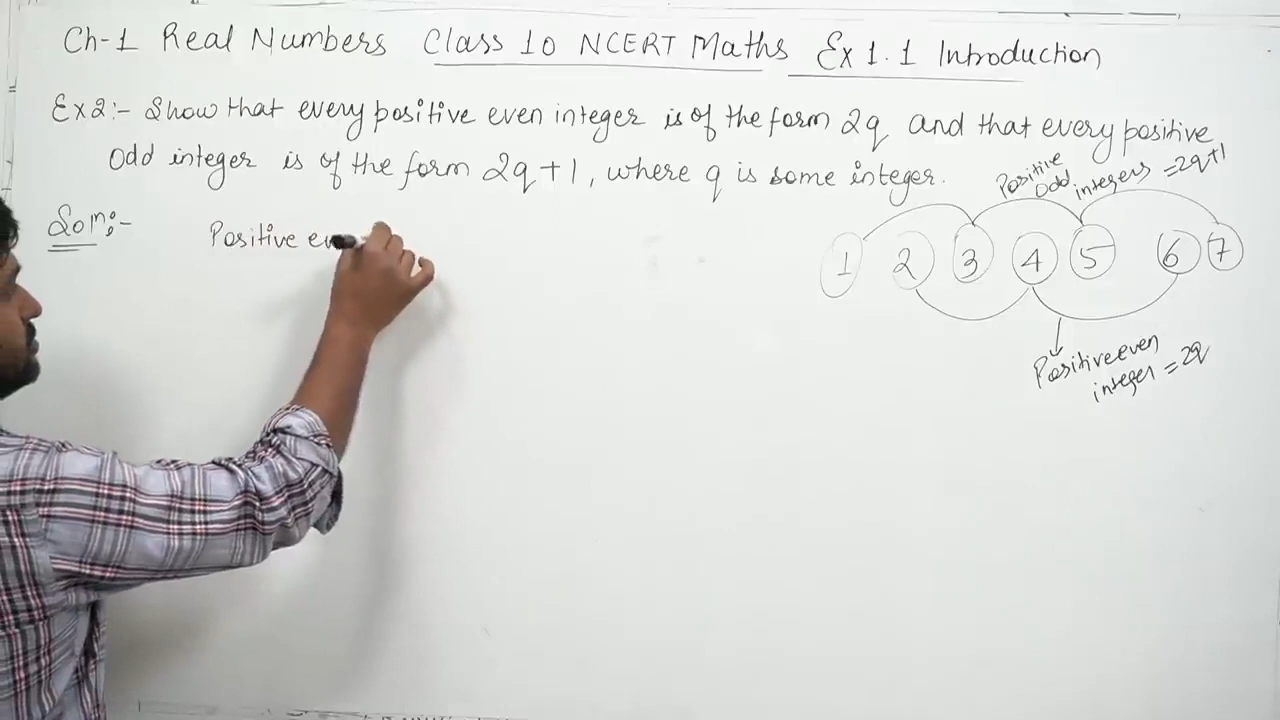 Ch-1 Real Numbers Class 10 NCERT Maths Ex 1.1 Introduction
Ex2:- Show that every positive even integer is of the form 2q and that every positive
Odd integer is of the form 2q+1, where q is some integer.
Positive
Odd integers = 2q+1
Soln:- Positive ev
1 2 3 4 5 6 7
Positive even
integer = 2q